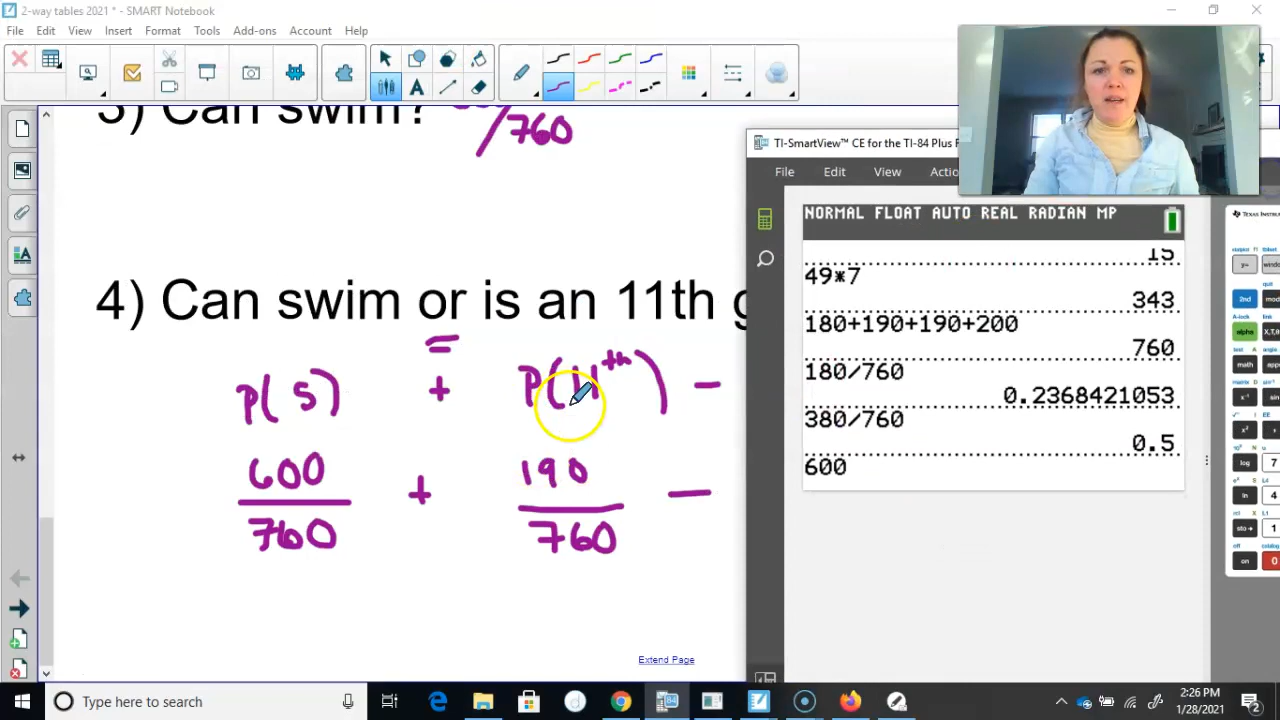 2-way tables 2021 * - SMART Notebook
File Edit View Insert Format Tools Add-ons Account Help
3) Can swim? /760
TI-SmartView™ CE for the TI-84 Plus
File Edit View
NORMAL FLOAT AUTO REAL RADIAN MP
15
49*7
343
180+190+190+200
760
180/760
0.2368421053
380/760
0.5
600
4) Can swim or is an 11th
P(S) + P(11th) -
600/760 + 190/760 -
Extend Page
Type here to search
2:26 PM
1/28/2021